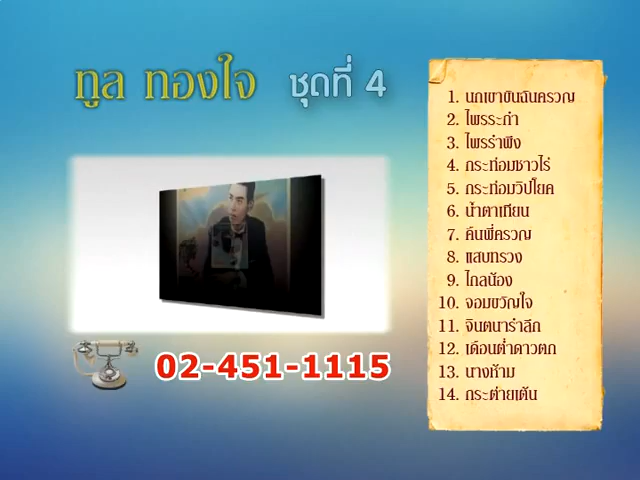 ทูล ทองใจ ชุดที่ 4
1. นกเขาขันฉันครวญ
2. ไพรระกำ
3. ไพรรำพึง
4. กระท่อมชาวไร่
5. กระท่อมวิปโยค
6. น้ำตาเทียน
7. คืนพี่ครวญ
8. แสบทรวง
9. ไกลน้อง
10. จอมขวัญใจ
11. จินตนารำลึก
12. เดือนต่ำดาวตก
13. นางห้าม
14. กระต่ายเต้น
02-451-1115